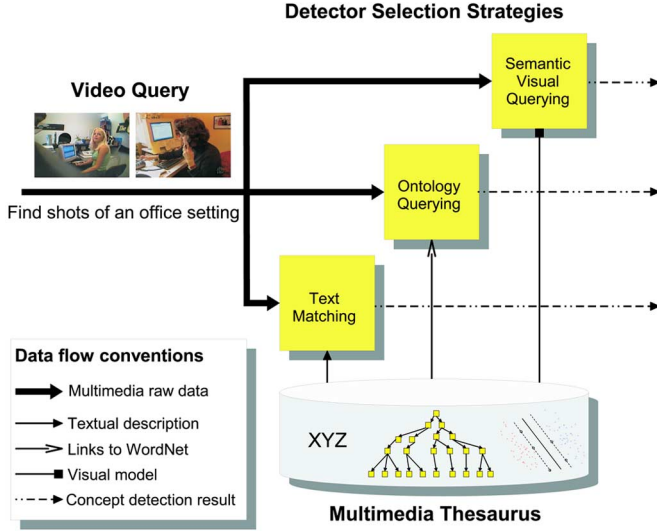 Detector Selection Strategies
Semantic
Visual
Querying
Video Query
Ontology
Querying
Find shots of an office setting
Text
Matching
Data flow conventions
Multimedia raw data
Textual description
Links to WordNet
Visual model
Concept detection result
XYZ
Multimedia Thesaurus